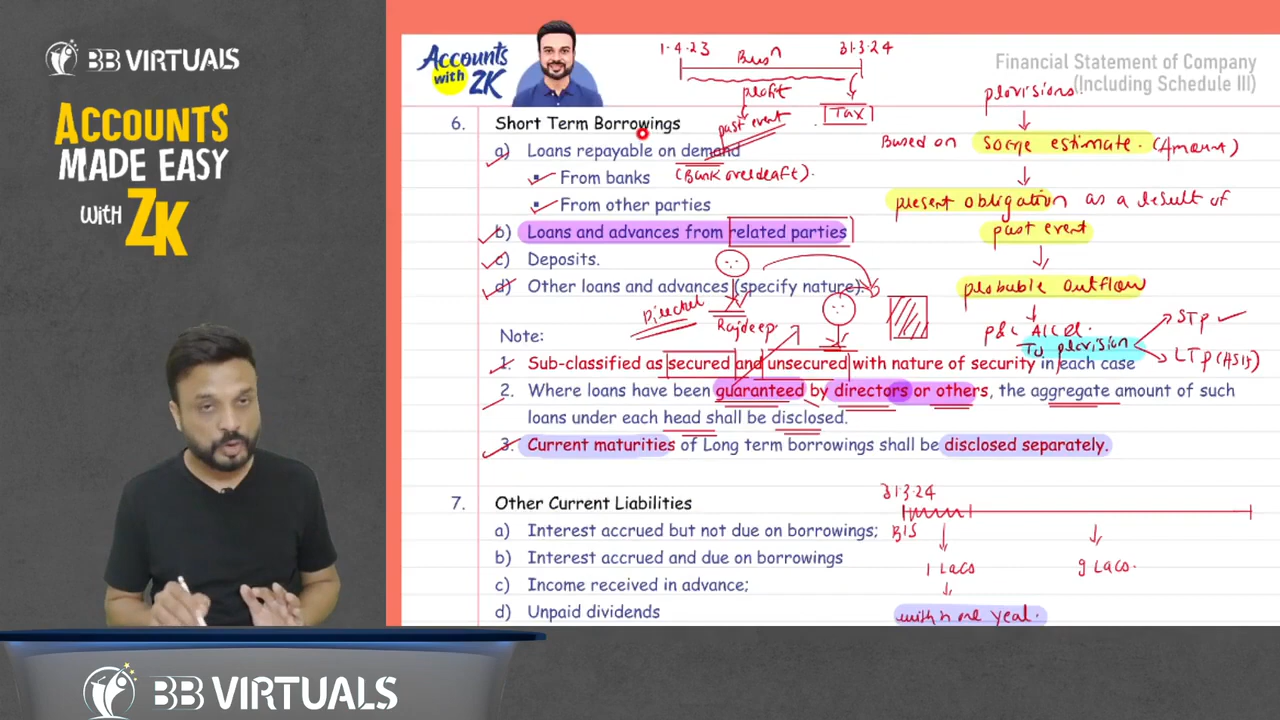 BB VIRTUALS
ACCOUNTS
MADE EASY
with ZK
BB VIRTUALS
Accounts
with ZK
Financial Statement of Company
(Including Schedule III)
1.4.23
31.3.24
Busn
profit
past event
Tax
6. Short Term Borrowings
a) Loans repayable on demand
(Bank overdraft).
▪ From banks
▪ From other parties
b) Loans and advances from related parties
c) Deposits.
d) Other loans and advances (specify nature).
Director
Rajdeep
Note:
1. Sub-classified as secured and unsecured with nature of security in each case
2. Where loans have been guaranteed by directors or others, the aggregate amount of such
loans under each head shall be disclosed.
3. Current maturities of Long term borrowings shall be disclosed separately.
provisions
Based on some estimate. (Amount)
present obligation as a result of
past event
probable outflow
P&L A/c Dr.
To provision
STP
LTP
7. Other Current Liabilities
a) Interest accrued but not due on borrowings;
b) Interest accrued and due on borrowings
c) Income received in advance;
d) Unpaid dividends
31.3.24
B/S
1 Lacs
9 Lacs.
within one year.